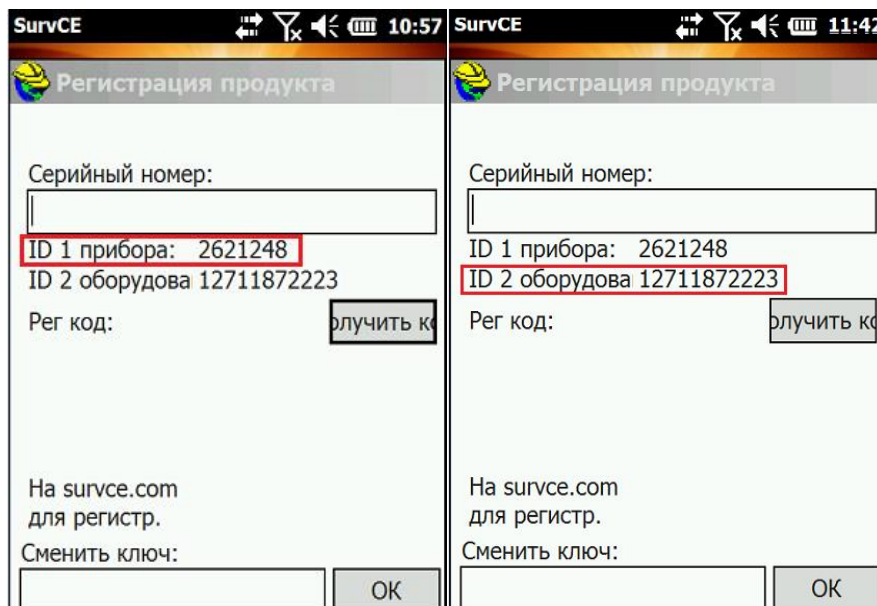 SurvCE 10:57
Регистрация продукта
Серийный номер:
ID 1 прибора: 2621248
ID 2 оборудова 12711872223
Рег код: олучить ко
На survce.com
для регистр.
Сменить ключ:
OK
SurvCE 11:42
Регистрация продукта
Серийный номер:
ID 1 прибора: 2621248
ID 2 оборудова 12711872223
Рег код: олучить ко
На survce.com
для регистр.
Сменить ключ:
OK